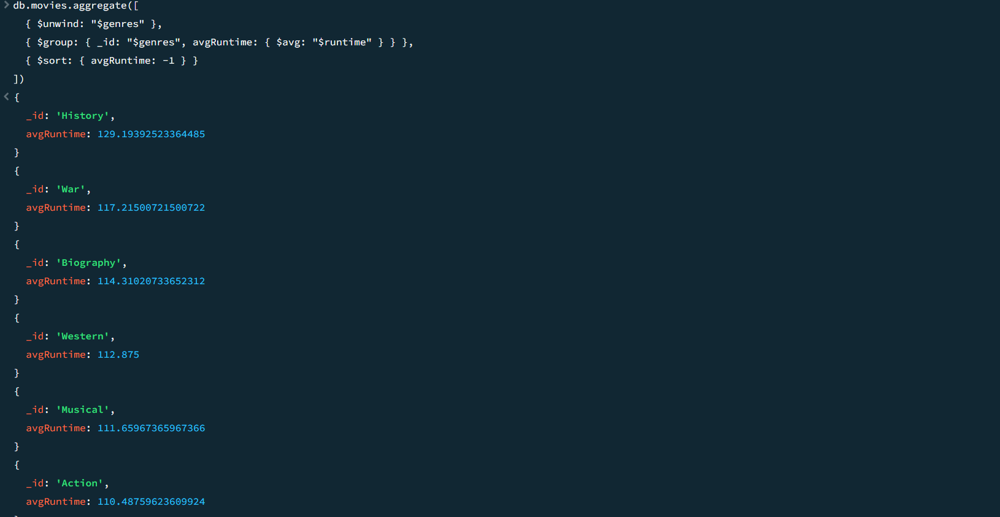 db.movies.aggregate([
{ $unwind: "$genres" },
{ $group: { _id: "$genres", avgRuntime: { $avg: "$runtime" } } },
{ $sort: { avgRuntime: -1 } }
])
{
_id: 'History',
avgRuntime: 129.19392523364485
}
{
_id: 'War',
avgRuntime: 117.21500721500722
}
{
_id: 'Biography',
avgRuntime: 114.31020733652312
}
{
_id: 'Western',
avgRuntime: 112.875
}
{
_id: 'Musical',
avgRuntime: 111.65967365967366
}
{
_id: 'Action',
avgRuntime: 110.48759623609924